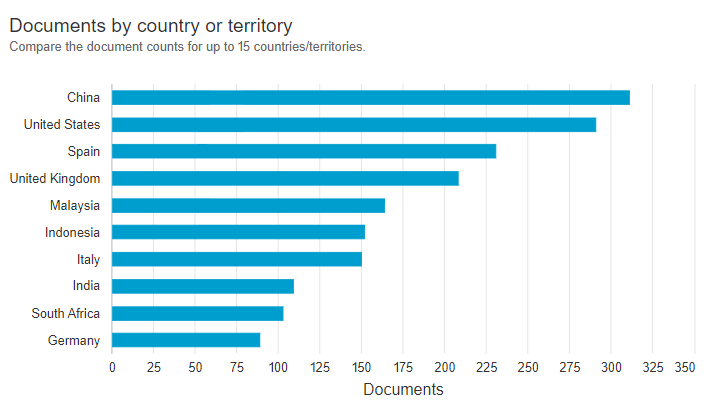 Documents by country or territory
Compare the document counts for up to 15 countries/territories.
China
United States
Spain
United Kingdom
Malaysia
Indonesia
Italy
India
South Africa
Germany
0 25 50 75 100 125 150 175 200 225 250 275 300 325 350
Documents